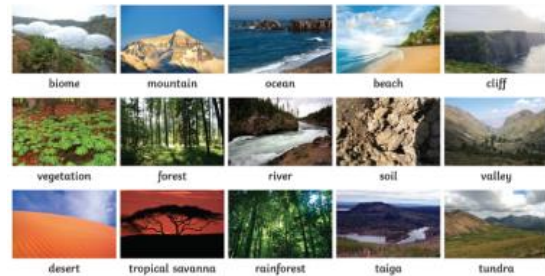 biome mountain ocean beach cliff
vegetation forest river soil valley
desert tropical savanna rainforest taiga tundra